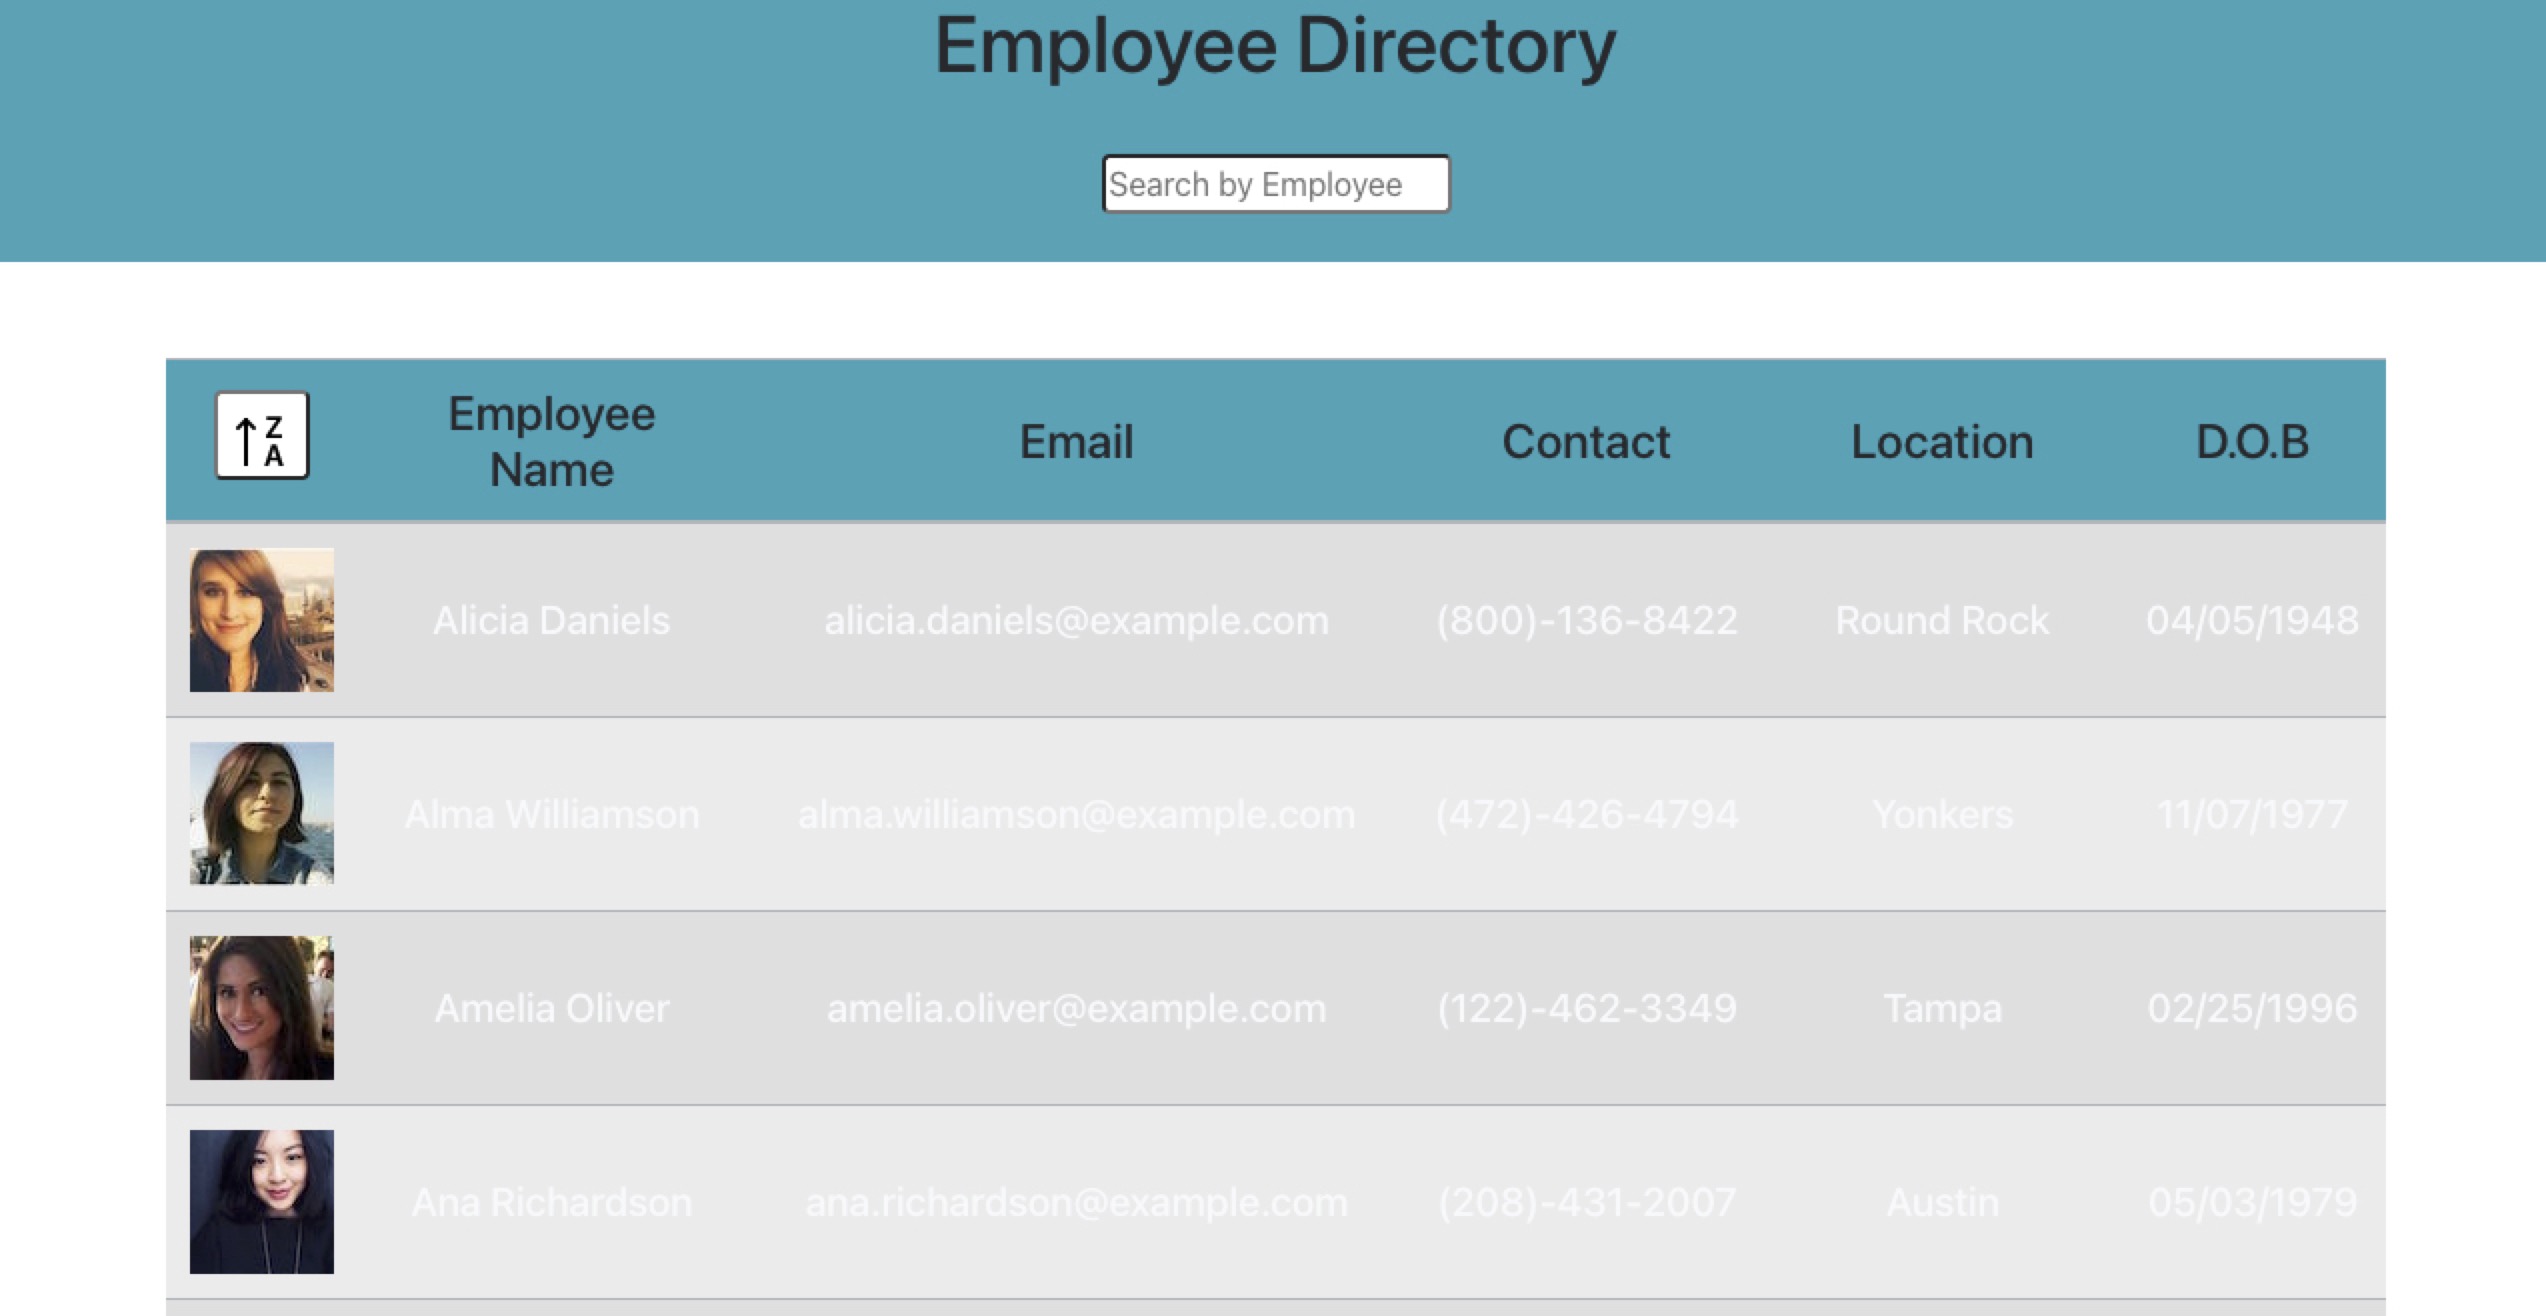 Employee Directory
Search by Employee
↑ Z
A
Employee
Name
Email
Contact
Location
D.O.B
Alicia Daniels alicia.daniels@example.com (800)-136-8422 Round Rock 04/05/1948
Alma Williamson alma.williamson@example.com (472)-426-4794 Yonkers 11/07/1977
Amelia Oliver amelia.oliver@example.com (122)-462-3349 Tampa 02/25/1996
Ana Richardson ana.richardson@example.com (208)-431-2007 Austin 05/03/1979